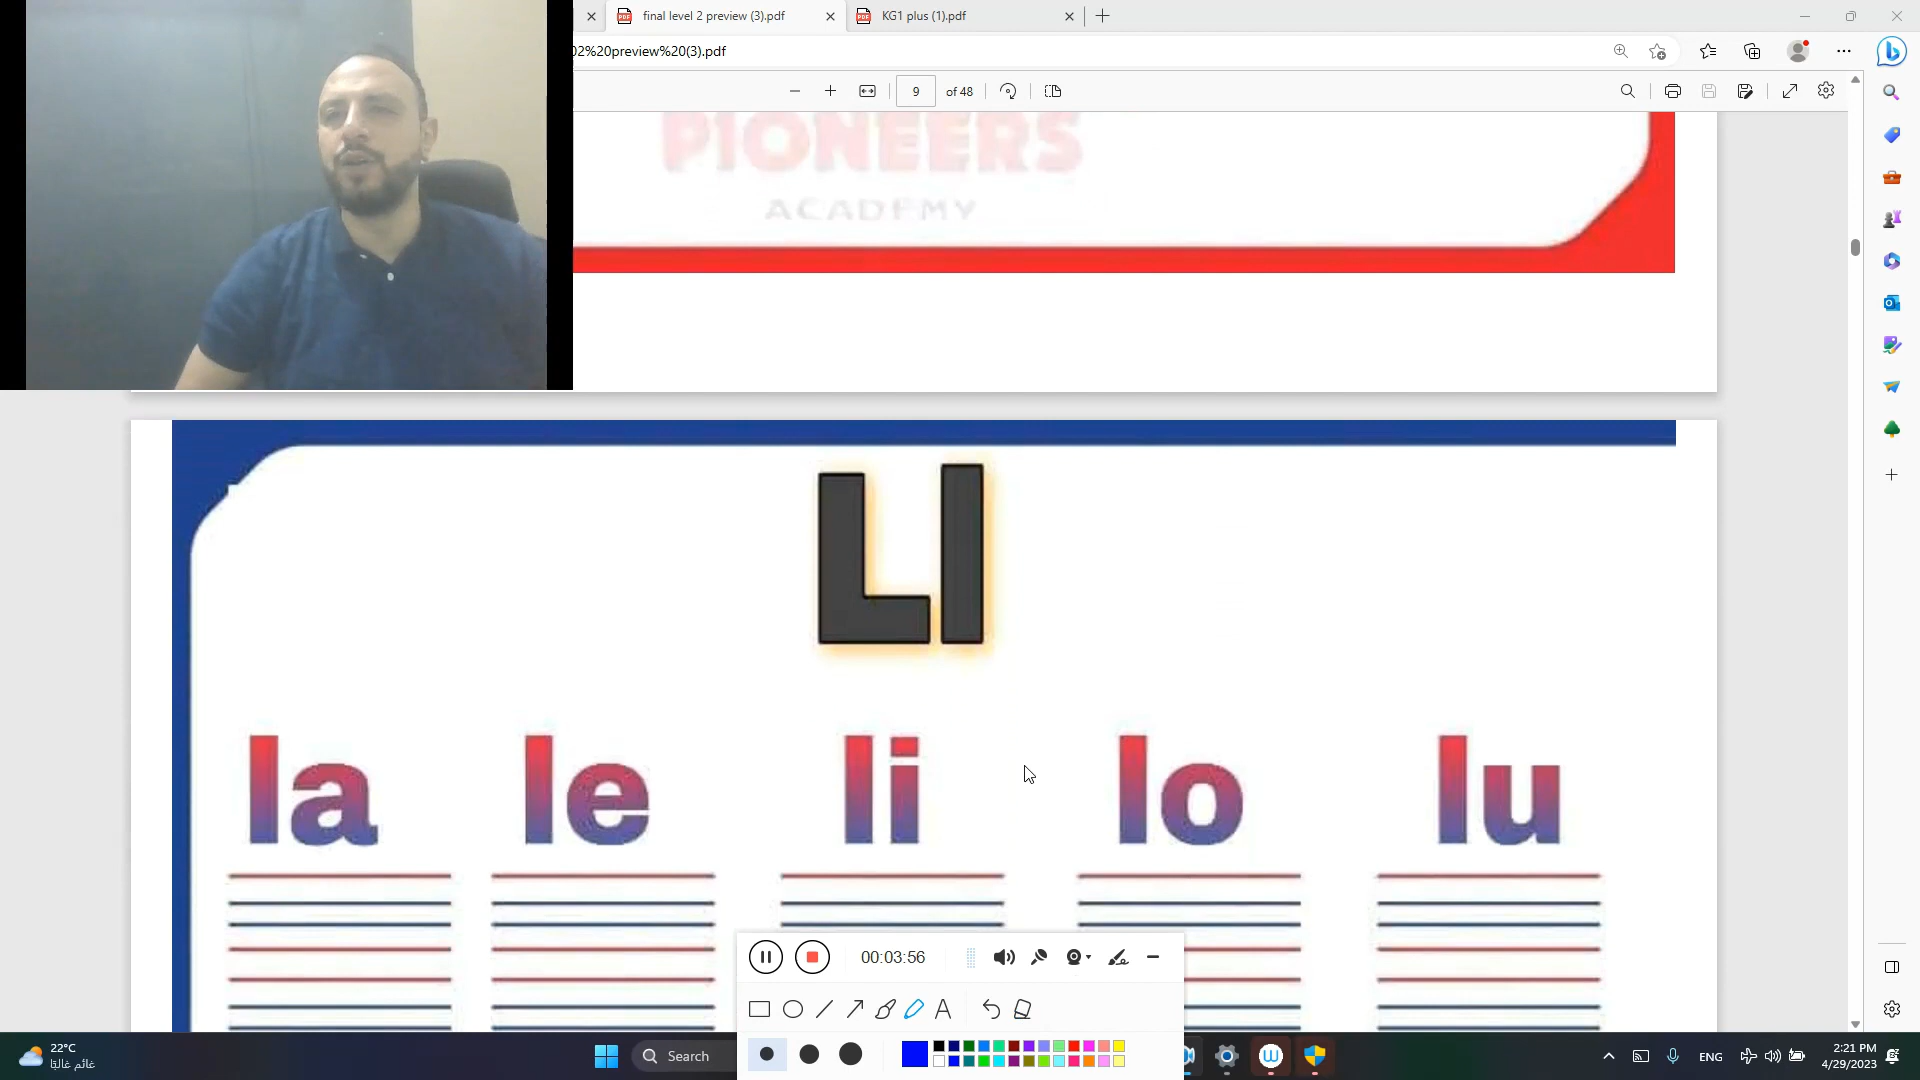 final level 2 preview (3).pdf
KG1 plus (1).pdf
02%20preview%20(3).pdf
9 of 48
PIONEERS
ACADEMY
Ll
la le li lo lu
00:03:56
A
22°C
غائم غالبًا
Search
ENG
2:21 PM
4/29/2023